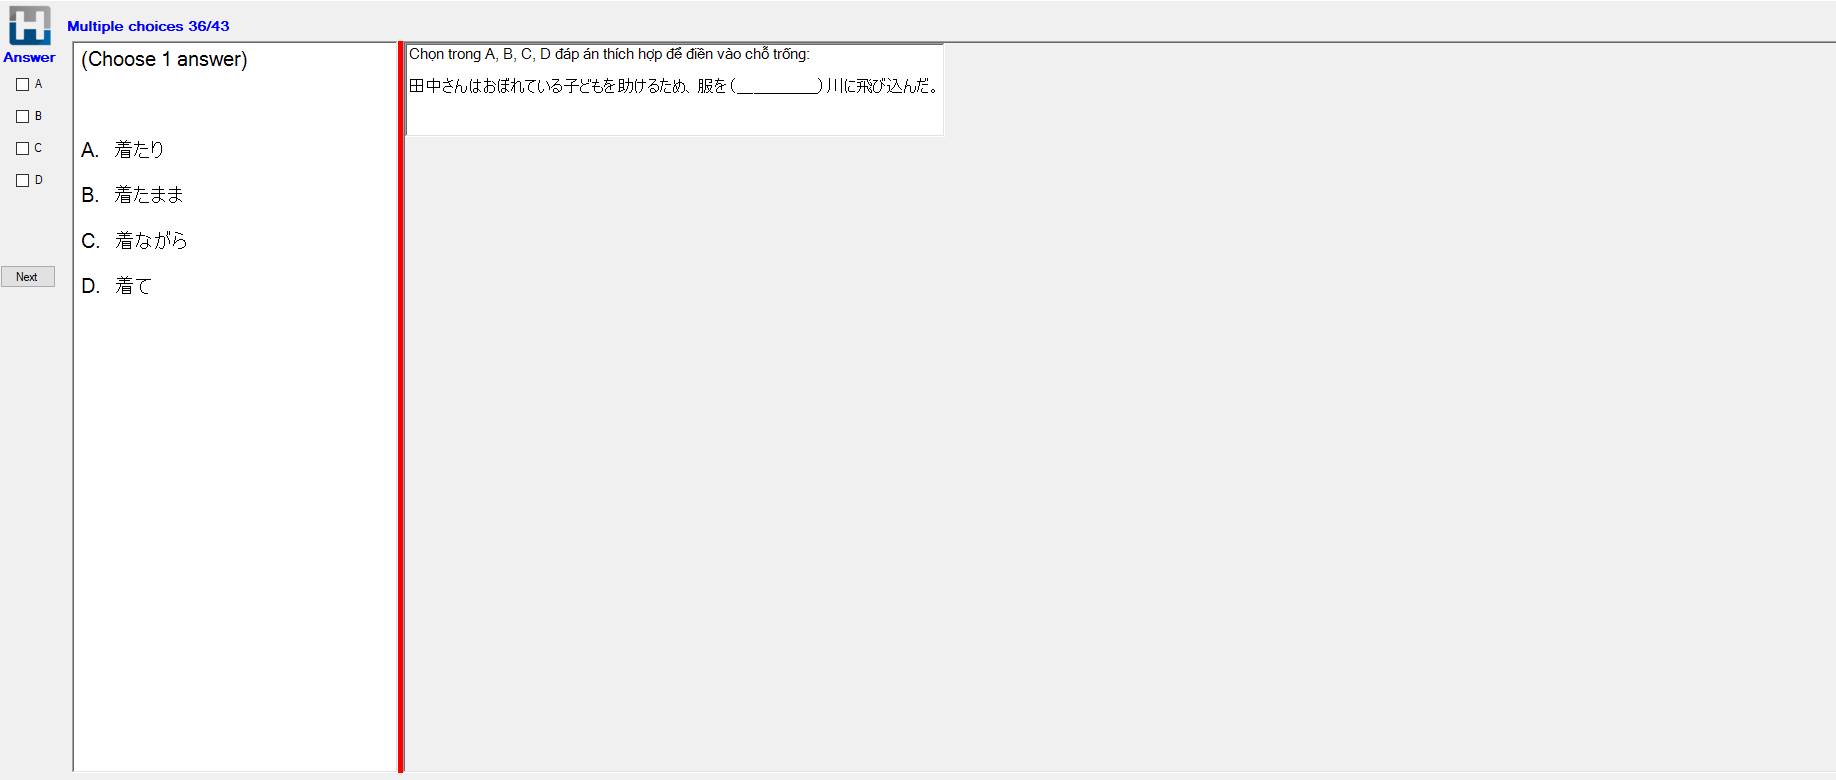 Multiple choices 36/43
Answer
A
B
C
D
Next
(Choose 1 answer)
A. 着たり
B. 着たまま
C. 着ながら
D. 着て
Chọn trong A, B, C, D đáp án thích hợp để điền vào chỗ trống:
田中さんはおぼれている子どもを助けるため、服を(__________)川に飛び込んだ。